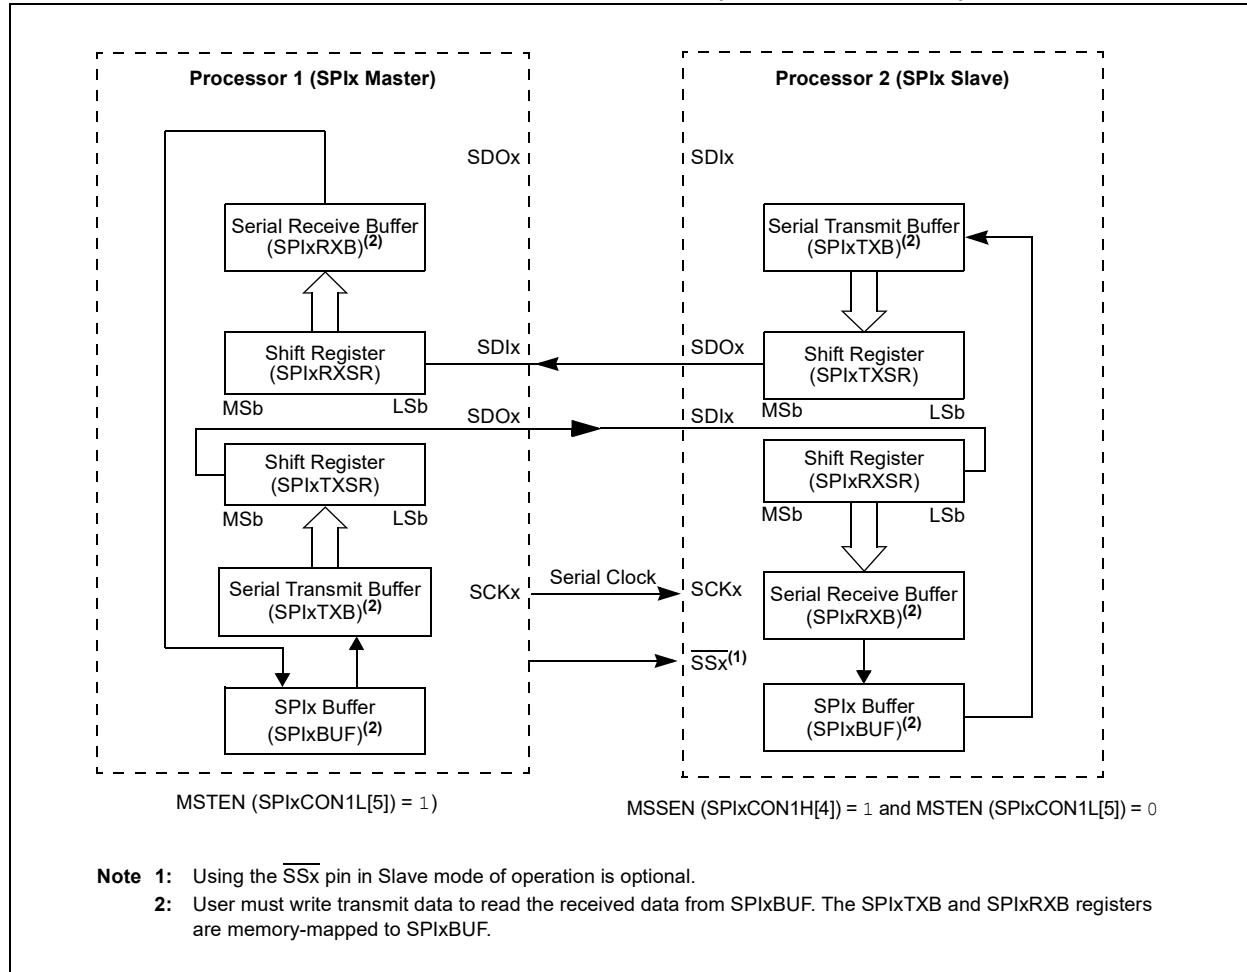 Processor 1 (SPIx Master)
Processor 2 (SPIx Slave)
SDOx
SDIx
Serial Receive Buffer
(SPIxRXB)(2)
Serial Transmit Buffer
(SPIxTXB)(2)
Shift Register
(SPIxRXSR)
SDIx
SDOx
Shift Register
(SPIxTXSR)
MSb
LSb
MSb
LSb
SDOx
SDIx
Shift Register
(SPIxTXSR)
Shift Register
(SPIxRXSR)
MSb
LSb
MSb
LSb
Serial Transmit Buffer
(SPIxTXB)(2)
SCKx
Serial Clock
SCKx
Serial Receive Buffer
(SPIxRXB)(2)
SSx(1)
SPIx Buffer
(SPIxBUF)(2)
SPIx Buffer
(SPIxBUF)(2)
MSTEN (SPIxCON1L[5]) = 1)
MSSEN (SPIxCON1H[4]) = 1 and MSTEN (SPIxCON1L[5]) = 0
Note 1: Using the SSx pin in Slave mode of operation is optional.
2: User must write transmit data to read the received data from SPIxBUF. The SPIxTXB and SPIxRXB registers
are memory-mapped to SPIxBUF.